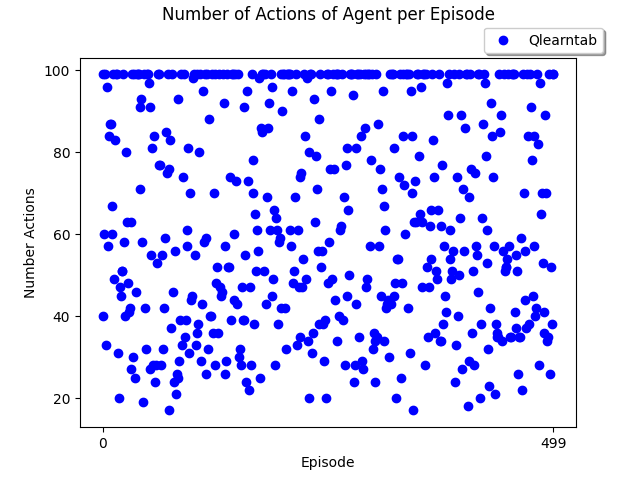 Number of Actions of Agent per Episode
Qlearntab
100
80
60
40
20
Number Actions
0
499
Episode